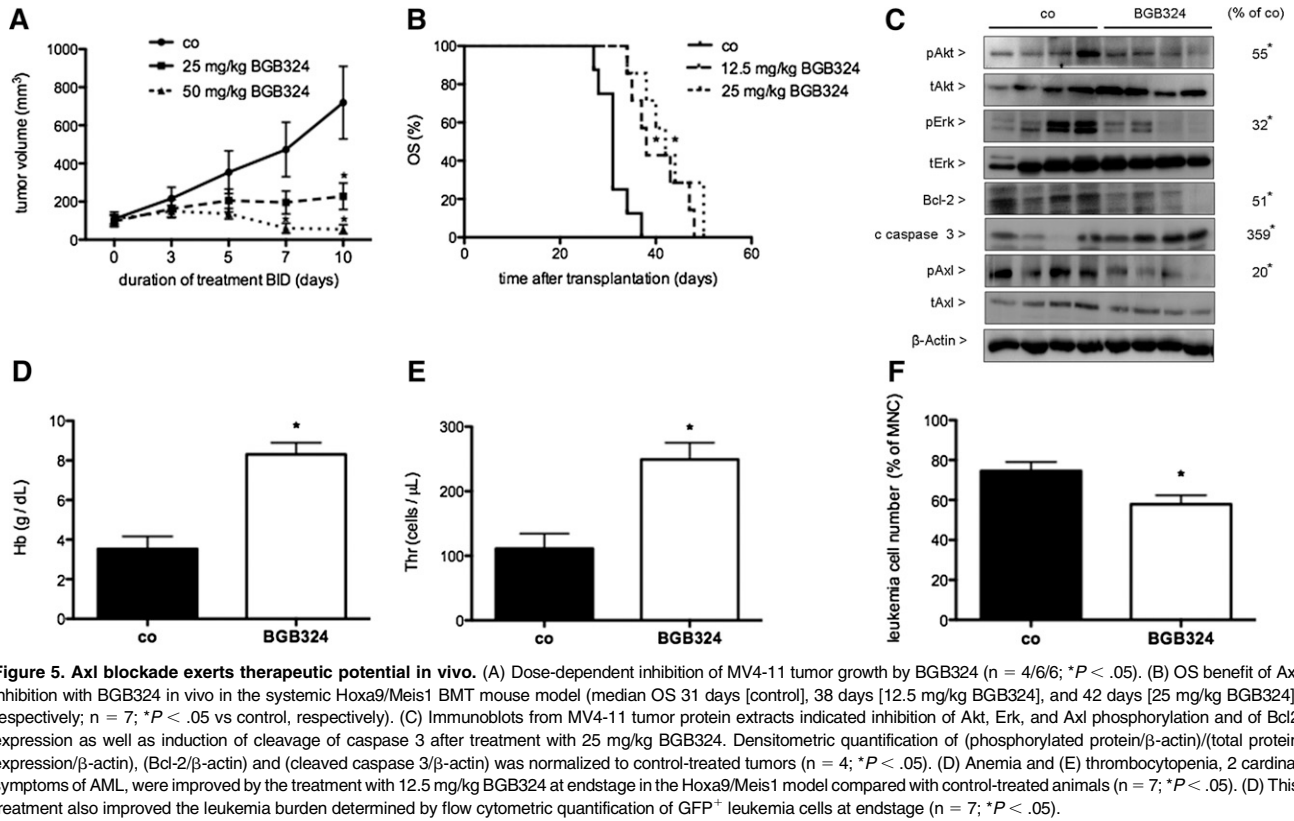 A
1000
800
600
400
200
0
tumor volume (mm³)
co
25 mg/kg BGB324
50 mg/kg BGB324
*
*
*
0 3 5 7 10
duration of treatment BID (days)
B
100
80
60
40
20
0
OS (%)
co
12.5 mg/kg BGB324
25 mg/kg BGB324
* *
0 20 40 60
time after transplantation (days)
C
co BGB324 (% of co)
pAkt > 55*
tAkt >
pErk > 32*
tErk >
Bcl-2 > 51*
c caspase 3 > 359*
pAxl > 20*
tAxl >
β-Actin >
D
10
8
6
4
2
0
Hb (g / dL)
*
co BGB324
E
300
200
100
0
Thr (cells / µL)
*
co BGB324
F
100
80
60
40
20
0
leukemia cell number (% of MNC)
*
co BGB324
Figure 5. Axl blockade exerts therapeutic potential in vivo. (A) Dose-dependent inhibition of MV4-11 tumor growth by BGB324 (n = 4/6/6; *P < .05). (B) OS benefit of Ax
nhibition with BGB324 in vivo in the systemic Hoxa9/Meis1 BMT mouse model (median OS 31 days [control], 38 days [12.5 mg/kg BGB324], and 42 days [25 mg/kg BGB324]
espectively; n = 7; *P < .05 vs control, respectively). (C) Immunoblots from MV4-11 tumor protein extracts indicated inhibition of Akt, Erk, and Axl phosphorylation and of Bcl2
expression as well as induction of cleavage of caspase 3 after treatment with 25 mg/kg BGB324. Densitometric quantification of (phosphorylated protein/β-actin)/(total protein
expression/β-actin), (Bcl-2/β-actin) and (cleaved caspase 3/β-actin) was normalized to control-treated tumors (n = 4; *P < .05). (D) Anemia and (E) thrombocytopenia, 2 cardinal
symptoms of AML, were improved by the treatment with 12.5 mg/kg BGB324 at endstage in the Hoxa9/Meis1 model compared with control-treated animals (n = 7; *P < .05). (D) This
treatment also improved the leukemia burden determined by flow cytometric quantification of GFP⁺ leukemia cells at endstage (n = 7; *P < .05).